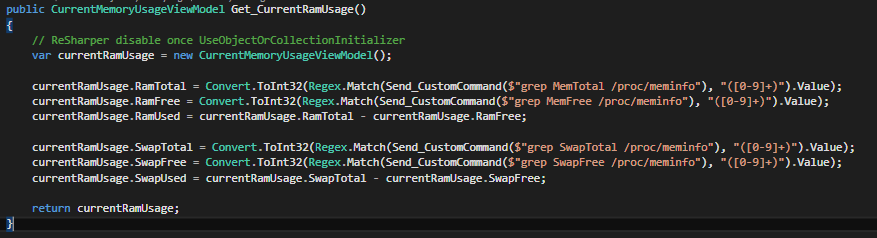 public CurrentMemoryUsageViewModel Get_CurrentRamUsage()
{
// ReSharper disable once UseObjectOrCollectionInitializer
var currentRamUsage = new CurrentMemoryUsageViewModel();
currentRamUsage.RamTotal = Convert.ToInt32(Regex.Match(Send_CustomCommand($"grep MemTotal /proc/meminfo"), "([0-9]+)").Value);
currentRamUsage.RamFree = Convert.ToInt32(Regex.Match(Send_CustomCommand($"grep MemFree /proc/meminfo"), "([0-9]+)").Value);
currentRamUsage.RamUsed = currentRamUsage.RamTotal - currentRamUsage.RamFree;
currentRamUsage.SwapTotal = Convert.ToInt32(Regex.Match(Send_CustomCommand($"grep SwapTotal /proc/meminfo"), "([0-9]+)").Value);
currentRamUsage.SwapFree = Convert.ToInt32(Regex.Match(Send_CustomCommand($"grep SwapFree /proc/meminfo"), "([0-9]+)").Value);
currentRamUsage.SwapUsed = currentRamUsage.SwapTotal - currentRamUsage.SwapFree;
return currentRamUsage;
}